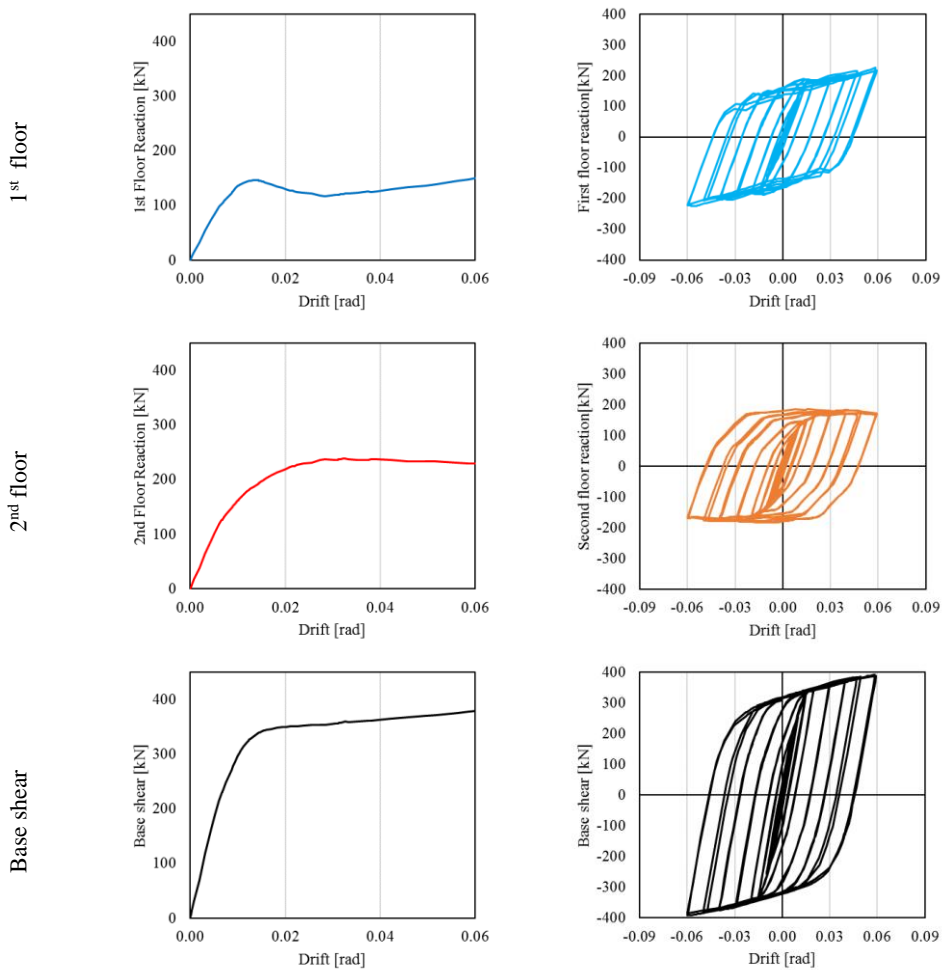 1st floor
1st Floor Reaction [kN]
400
300
200
100
0
0.00 0.02 0.04 0.06
Drift [rad]
First floor reaction[kN]
400
300
200
100
0
-100
-200
-300
-400
-0.09 -0.06 -0.03 0.00 0.03 0.06 0.09
Drift [rad]
2nd floor
2nd Floor Reaction [kN]
400
300
200
100
0
0.00 0.02 0.04 0.06
Drift [rad]
Second floor reaction[kN]
400
300
200
100
0
-100
-200
-300
-400
-0.09 -0.06 -0.03 0.00 0.03 0.06 0.09
Drift [rad]
Base shear
Base shear [kN]
400
300
200
100
0
0.00 0.02 0.04 0.06
Drift [rad]
Base shear [kN]
400
300
200
100
0
-100
-200
-300
-400
-0.09 -0.06 -0.03 0.00 0.03 0.06 0.09
Drift [rad]